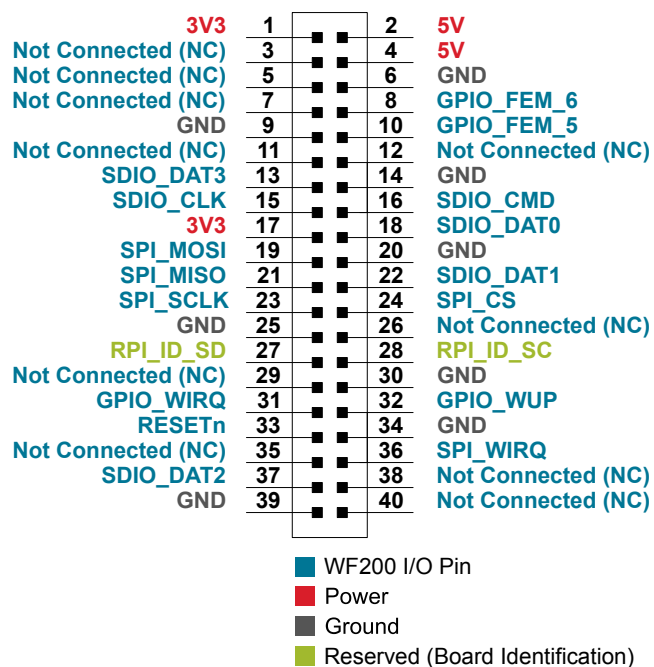 3V3 1 2 5V
Not Connected (NC) 3 4 5V
Not Connected (NC) 5 6 GND
Not Connected (NC) 7 8 GPIO_FEM_6
GND 9 10 GPIO_FEM_5
Not Connected (NC) 11 12 Not Connected (NC)
SDIO_DAT3 13 14 GND
SDIO_CLK 15 16 SDIO_CMD
3V3 17 18 SDIO_DAT0
SPI_MOSI 19 20 GND
SPI_MISO 21 22 SDIO_DAT1
SPI_SCLK 23 24 SPI_CS
GND 25 26 Not Connected (NC)
RPI_ID_SD 27 28 RPI_ID_SC
Not Connected (NC) 29 30 GND
GPIO_WIRQ 31 32 GPIO_WUP
RESETn 33 34 GND
Not Connected (NC) 35 36 SPI_WIRQ
SDIO_DAT2 37 38 Not Connected (NC)
GND 39 40 Not Connected (NC)
WF200 I/O Pin
Power
Ground
Reserved (Board Identification)